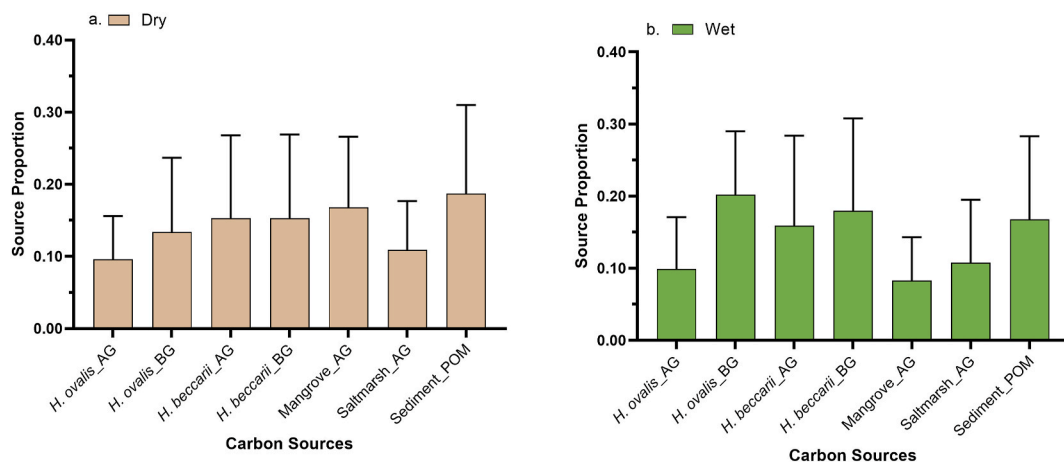 a. Dry
0.40
0.30
0.20
0.10
0.00
Source Proportion
H. ovalis_AG
H. ovalis_BG
H. beccarii_AG
H. beccarii_BG
Mangrove_AG
Saltmarsh_AG
Sediment_POM
Carbon Sources
b. Wet
0.40
0.30
0.20
0.10
0.00
Source Proportion
H. ovalis_AG
H. ovalis_BG
H. beccarii_AG
H. beccarii_BG
Mangrove_AG
Saltmarsh_AG
Sediment_POM
Carbon Sources